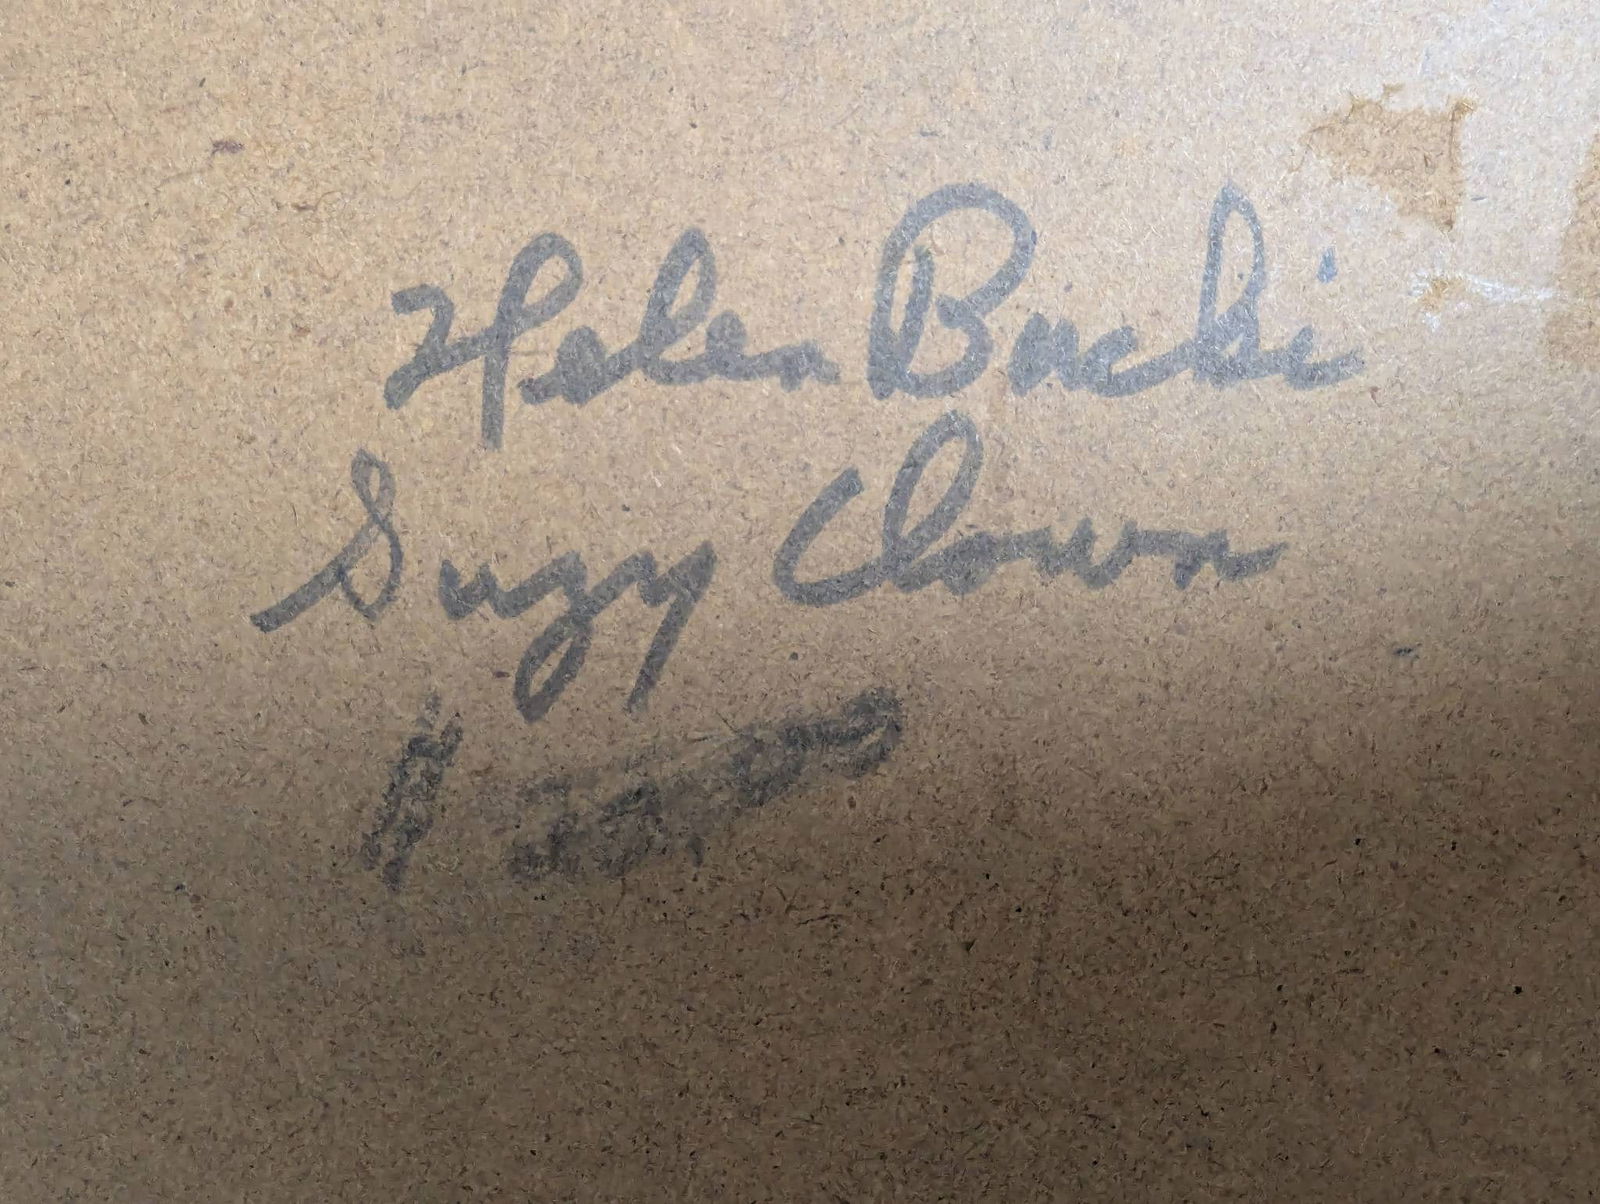 Helen Bucki
Suzy Clown